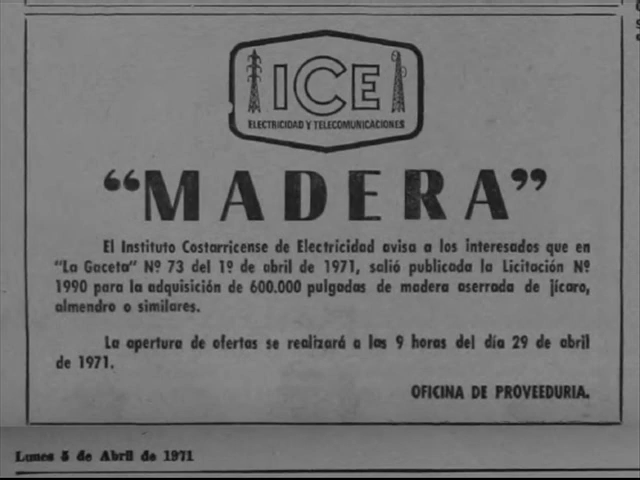 ICE
ELECTRICIDAD Y TELECOMUNICACIONES
"MADERA"
El Instituto Costarricense de Electricidad avisa a los interesados que en
"La Gaceta" Nº 73 del 1º de abril de 1971, salió publicada la Licitación Nº
1990 para la adquisición de 600.000 pulgadas de madera aserrada de jícaro,
almendro o similares.
La apertura de ofertas se realizará a las 9 horas del día 29 de abril
de 1971.
OFICINA DE PROVEEDURIA.
Lunes 5 de Abril de 1971